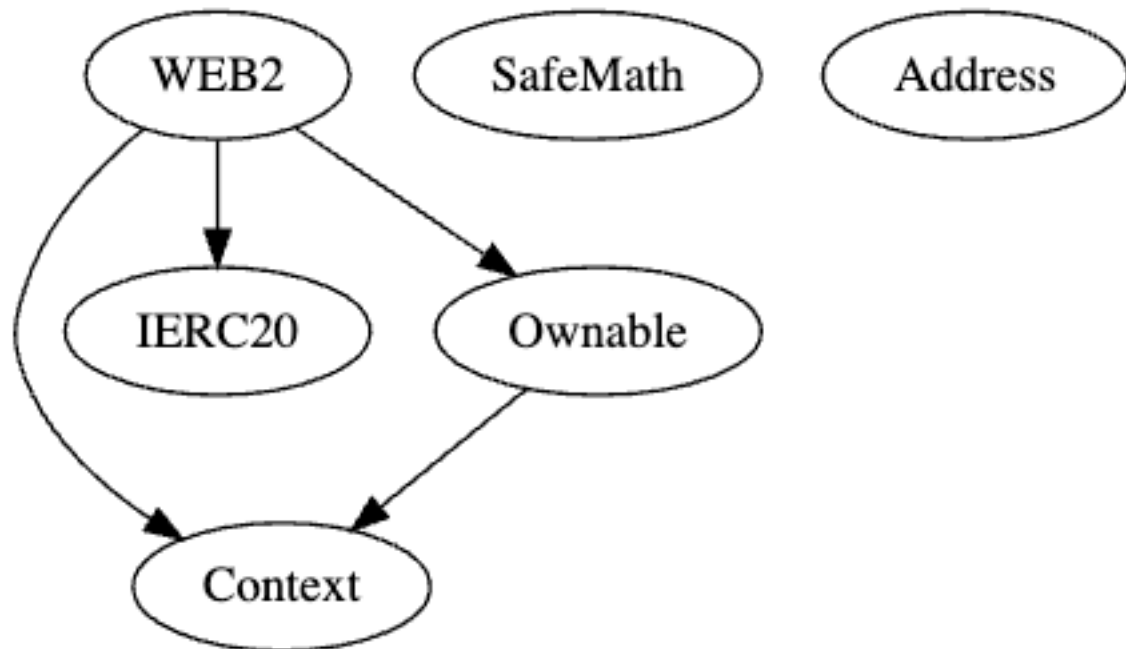 WEB2
SafeMath
Address
IERC20
Ownable
Context